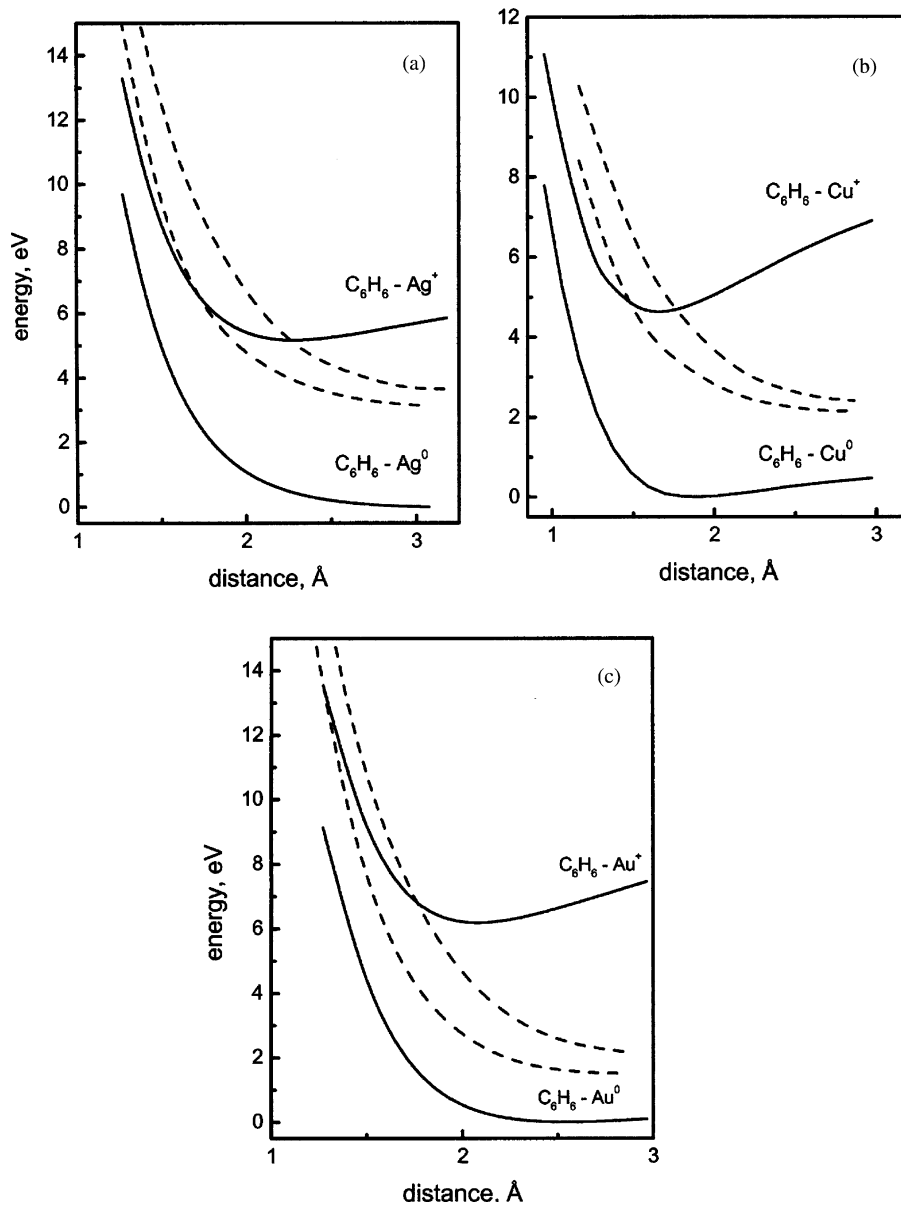 (a)
14
12
10
8
6
4
2
0
energy, eV
C₆H₆ - Ag⁺
C₆H₆ - Ag⁰
1
2
3
distance, Å
(b)
12
10
8
6
4
2
0
C₆H₆ - Cu⁺
C₆H₆ - Cu⁰
1
2
3
distance, Å
(c)
14
12
10
8
6
4
2
0
energy, eV
C₆H₆ - Au⁺
C₆H₆ - Au⁰
1
2
3
distance. Å